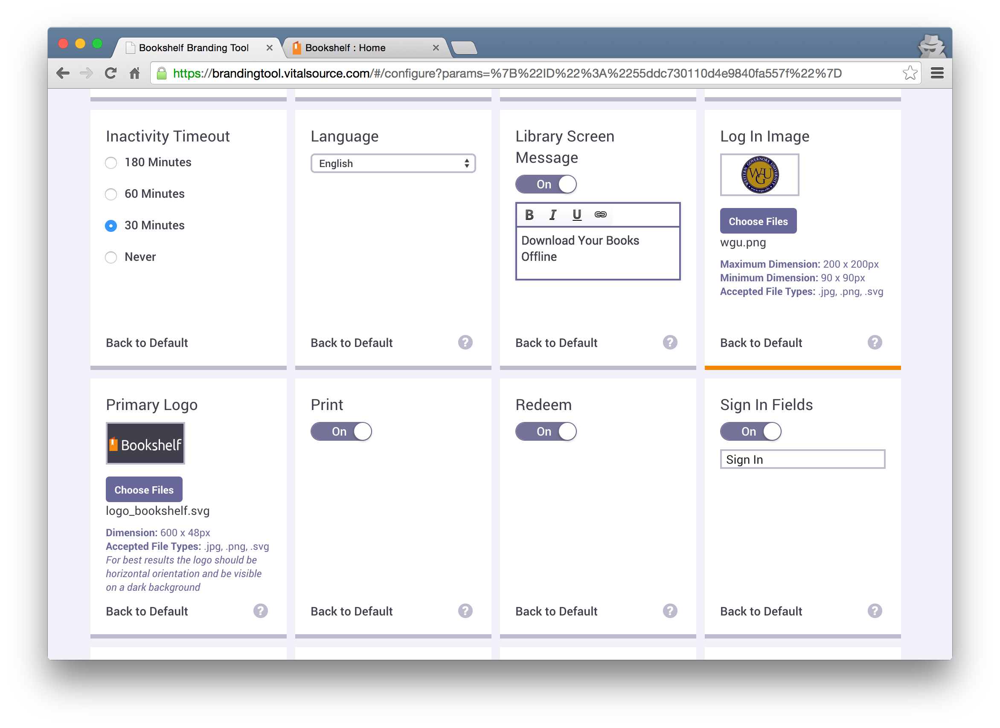 Bookshelf Branding Tool
Bookshelf : Home
https://brandingtool.vitalsource.com/#/configure?params=%7B%22ID%22%3A%2255ddc730110d4e9840fa557f%22%7D
Inactivity Timeout
180 Minutes
60 Minutes
30 Minutes
Never
Back to Default
Language
English
Back to Default
?
Library Screen
Message
On
B I U
Download Your Books
Offline
Back to Default
?
Log In Image
WESTERN GOVERNORS UNIVERSITY
WGU
www.wgu.edu
Choose Files
wgu.png
Maximum Dimension: 200 x 200px
Minimum Dimension: 90 x 90px
Accepted File Types: .jpg, .png, .svg
Back to Default
?
Primary Logo
Bookshelf
Choose Files
logo_bookshelf.svg
Dimension: 600 x 48px
Accepted File Types: .jpg, .png, .svg
For best results the logo should be
horizontal orientation and be visible
on a dark background
Back to Default
?
Print
On
Back to Default
?
Redeem
On
Back to Default
?
Sign In Fields
On
Sign In
Back to Default
?